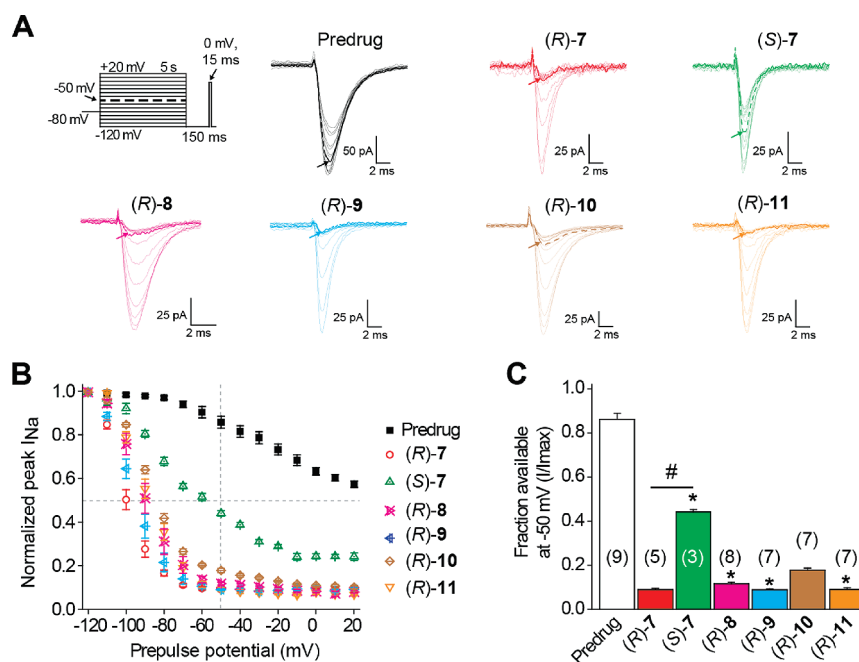 A
+20 mV 5 s
0 mV,
15 ms
-50 mV
-80 mV
-120 mV
150 ms
Predrug
50 pA
2 ms
(R)-7
25 pA
2 ms
(S)-7
25 pA
2 ms
(R)-8
25 pA
2 ms
(R)-9
25 pA
2 ms
(R)-10
25 pA
2 ms
(R)-11
25 pA
2 ms
B
Normalized peak INa
1.0
0.8
0.6
0.4
0.2
0.0
-120 -100 -80 -60 -40 -20 0 20
Prepulse potential (mV)
Predrug
(R)-7
(S)-7
(R)-8
(R)-9
(R)-10
(R)-11
C
Fraction available
at -50 mV (I/Imax)
1.0
0.8
0.6
0.4
0.2
0.0
#
*
(9) (5) (3) (8) (7) (7) (7)
* * *
Predrug (R)-7 (S)-7 (R)-8 (R)-9 (R)-10 (R)-11